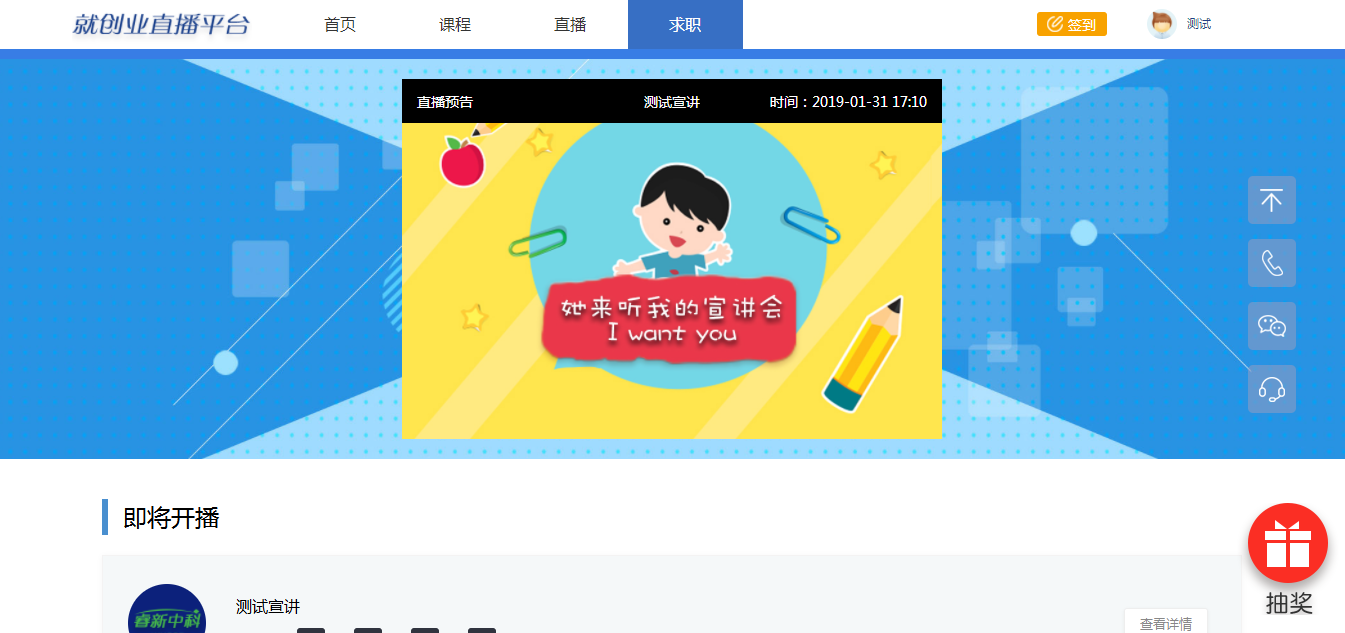 就创业直播平台 首页 课程 直播 求职 签到 测试
直播预告 测试宣讲 时间：2019-01-31 17:10
她来听我的宣讲会
I want you
即将开播
抽奖
测试宣讲
睿新中科
查看详情